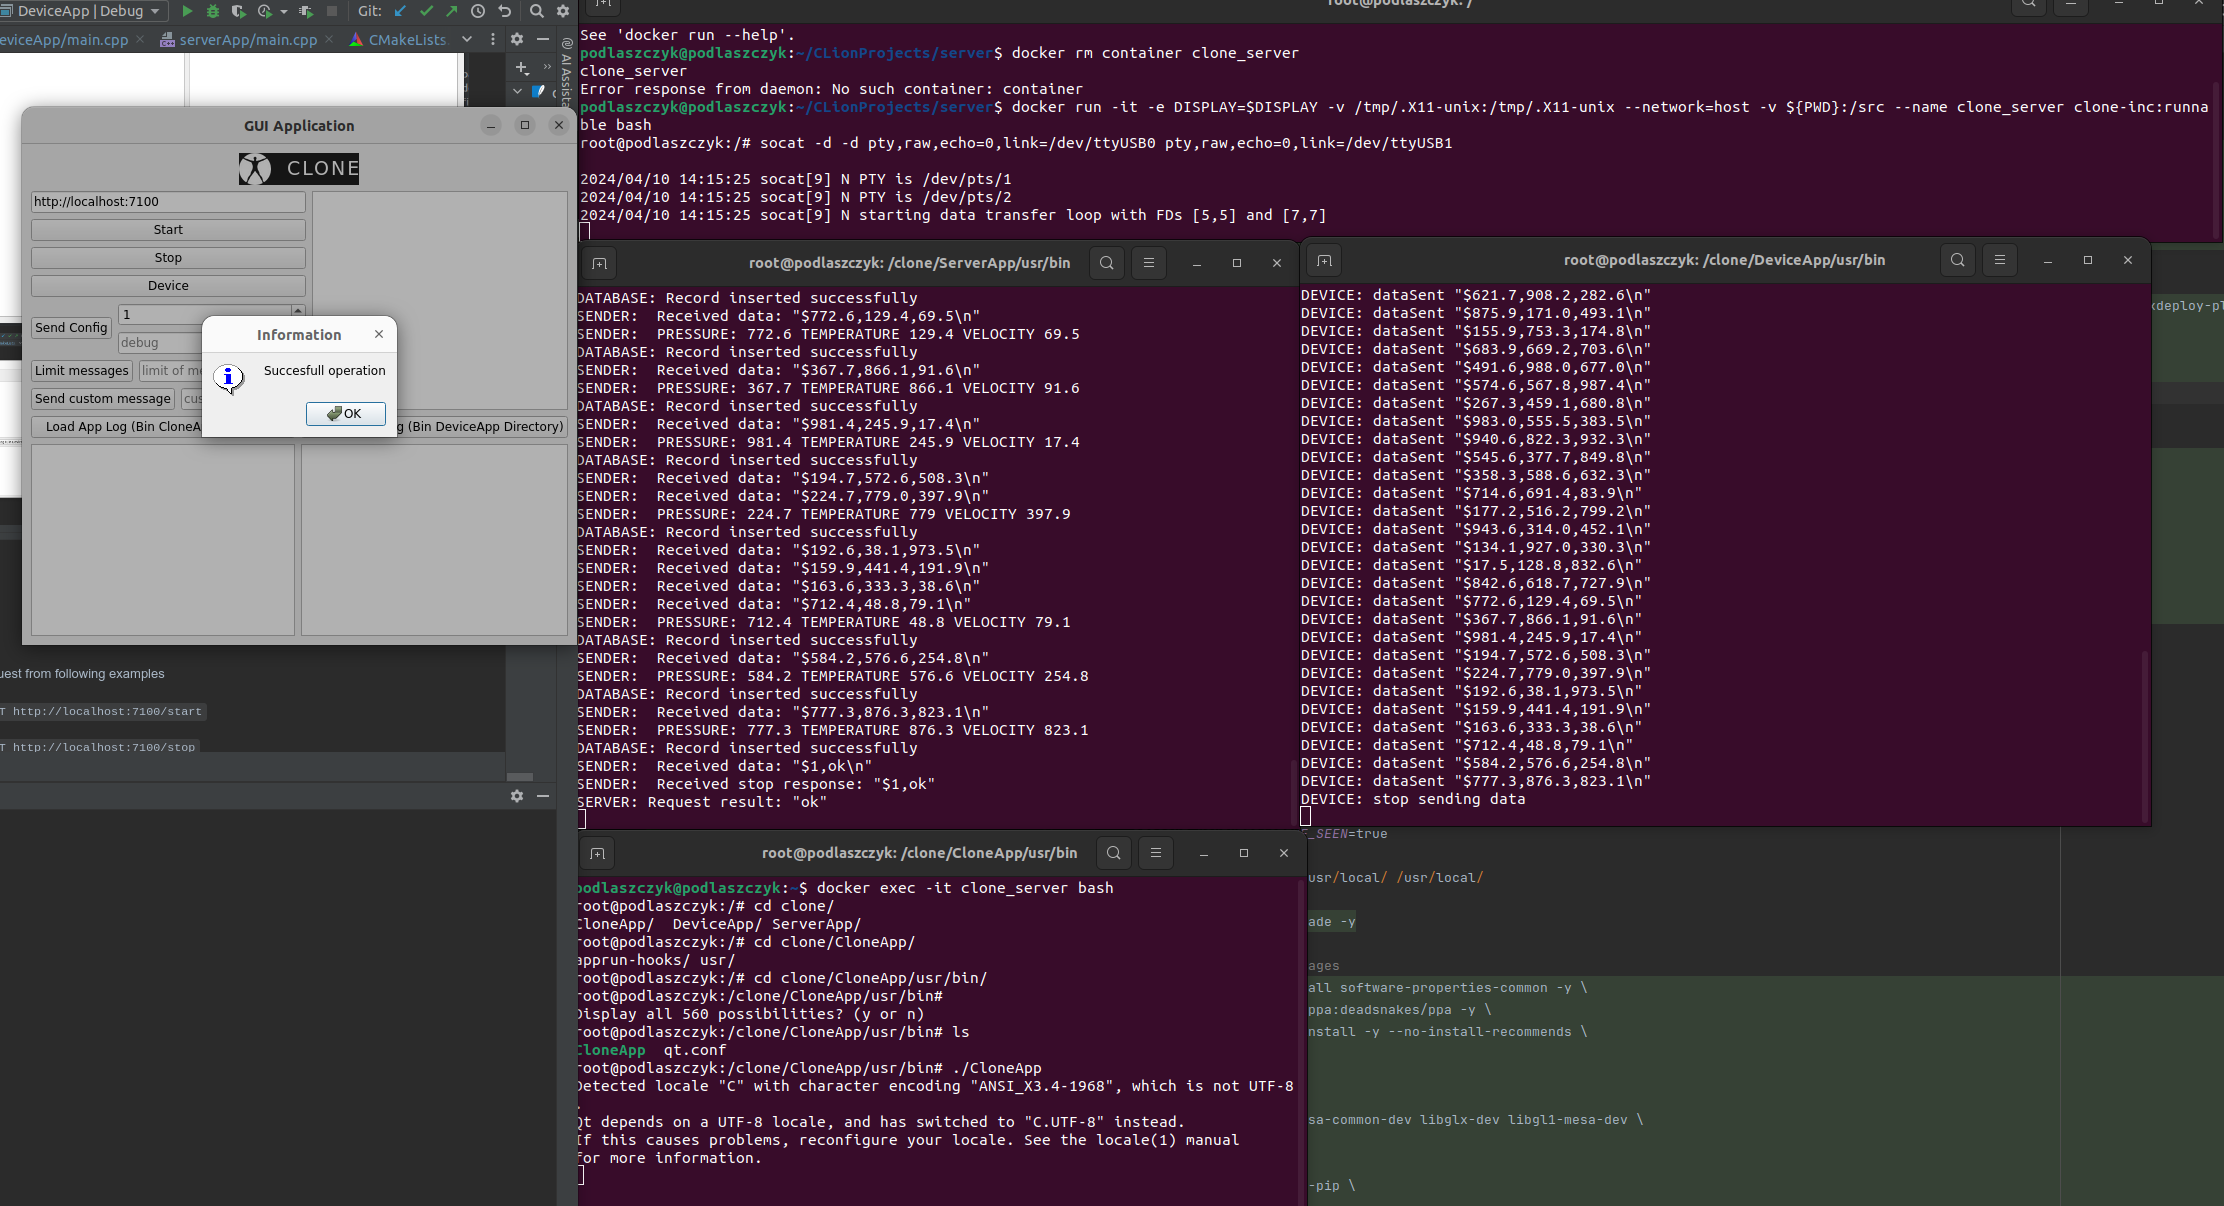 DeviceApp | Debug
Git:
eviceApp/main.cpp
serverApp/main.cpp
CMakeLists.
AI Assista
GUI Application
CLONE
http://localhost:7100
Start
Stop
Device
Send Config
1
debug
Limit messages
limit of me
Send custom message
cus
Load App Log (Bin CloneA
g (Bin DeviceApp Directory)
Information
Succesfull operation
OK
uest from following examples
T http://localhost:7100/start
T http://localhost:7100/stop
root@podlaszczyk: /
See 'docker run --help'.
podlaszczyk@podlaszczyk:~/CLionProjects/server$ docker rm container clone_server
clone_server
Error response from daemon: No such container: container
podlaszczyk@podlaszczyk:~/CLionProjects/server$ docker run -it -e DISPLAY=$DISPLAY -v /tmp/.X11-unix:/tmp/.X11-unix --network=host -v ${PWD}:/src --name clone_server clone-inc:runna
ble bash
root@podlaszczyk:/# socat -d -d pty,raw,echo=0,link=/dev/ttyUSB0 pty,raw,echo=0,link=/dev/ttyUSB1
2024/04/10 14:15:25 socat[9] N PTY is /dev/pts/1
2024/04/10 14:15:25 socat[9] N PTY is /dev/pts/2
2024/04/10 14:15:25 socat[9] N starting data transfer loop with FDs [5,5] and [7,7]
root@podlaszczyk: /clone/ServerApp/usr/bin
DATABASE: Record inserted successfully
SENDER:  Received data: "$772.6,129.4,69.5\n"
SENDER:  PRESSURE: 772.6 TEMPERATURE 129.4 VELOCITY 69.5
DATABASE: Record inserted successfully
SENDER:  Received data: "$367.7,866.1,91.6\n"
SENDER:  PRESSURE: 367.7 TEMPERATURE 866.1 VELOCITY 91.6
DATABASE: Record inserted successfully
SENDER:  Received data: "$981.4,245.9,17.4\n"
SENDER:  PRESSURE: 981.4 TEMPERATURE 245.9 VELOCITY 17.4
DATABASE: Record inserted successfully
SENDER:  Received data: "$194.7,572.6,508.3\n"
SENDER:  Received data: "$224.7,779.0,397.9\n"
SENDER:  PRESSURE: 224.7 TEMPERATURE 779 VELOCITY 397.9
DATABASE: Record inserted successfully
SENDER:  Received data: "$192.6,38.1,973.5\n"
SENDER:  Received data: "$159.9,441.4,191.9\n"
SENDER:  Received data: "$163.6,333.3,38.6\n"
SENDER:  Received data: "$712.4,48.8,79.1\n"
SENDER:  PRESSURE: 712.4 TEMPERATURE 48.8 VELOCITY 79.1
DATABASE: Record inserted successfully
SENDER:  Received data: "$584.2,576.6,254.8\n"
SENDER:  PRESSURE: 584.2 TEMPERATURE 576.6 VELOCITY 254.8
DATABASE: Record inserted successfully
SENDER:  Received data: "$777.3,876.3,823.1\n"
SENDER:  PRESSURE: 777.3 TEMPERATURE 876.3 VELOCITY 823.1
DATABASE: Record inserted successfully
SENDER:  Received data: "$1,ok\n"
SENDER:  Received stop response: "$1,ok"
SERVER: Request result: "ok"
root@podlaszczyk: /clone/DeviceApp/usr/bin
DEVICE: dataSent "$621.7,908.2,282.6\n"
DEVICE: dataSent "$875.9,171.0,493.1\n"
DEVICE: dataSent "$155.9,753.3,174.8\n"
DEVICE: dataSent "$683.9,669.2,703.6\n"
DEVICE: dataSent "$491.6,988.0,677.0\n"
DEVICE: dataSent "$574.6,567.8,987.4\n"
DEVICE: dataSent "$267.3,459.1,680.8\n"
DEVICE: dataSent "$983.0,555.5,383.5\n"
DEVICE: dataSent "$940.6,822.3,932.3\n"
DEVICE: dataSent "$545.6,377.7,849.8\n"
DEVICE: dataSent "$358.3,588.6,632.3\n"
DEVICE: dataSent "$714.6,691.4,83.9\n"
DEVICE: dataSent "$177.2,516.2,799.2\n"
DEVICE: dataSent "$943.6,314.0,452.1\n"
DEVICE: dataSent "$134.1,927.0,330.3\n"
DEVICE: dataSent "$17.5,128.8,832.6\n"
DEVICE: dataSent "$842.6,618.7,727.9\n"
DEVICE: dataSent "$772.6,129.4,69.5\n"
DEVICE: dataSent "$367.7,866.1,91.6\n"
DEVICE: dataSent "$981.4,245.9,17.4\n"
DEVICE: dataSent "$194.7,572.6,508.3\n"
DEVICE: dataSent "$224.7,779.0,397.9\n"
DEVICE: dataSent "$192.6,38.1,973.5\n"
DEVICE: dataSent "$159.9,441.4,191.9\n"
DEVICE: dataSent "$163.6,333.3,38.6\n"
DEVICE: dataSent "$712.4,48.8,79.1\n"
DEVICE: dataSent "$584.2,576.6,254.8\n"
DEVICE: dataSent "$777.3,876.3,823.1\n"
DEVICE: stop sending data
xdeploy-pl
root@podlaszczyk: /clone/CloneApp/usr/bin
podlaszczyk@podlaszczyk:~$ docker exec -it clone_server bash
root@podlaszczyk:/# cd clone/
CloneApp/  DeviceApp/ ServerApp/
root@podlaszczyk:/# cd clone/CloneApp/
apprun-hooks/ usr/
root@podlaszczyk:/# cd clone/CloneApp/usr/bin/
root@podlaszczyk:/clone/CloneApp/usr/bin#
Display all 560 possibilities? (y or n)
root@podlaszczyk:/clone/CloneApp/usr/bin# ls
CloneApp  qt.conf
root@podlaszczyk:/clone/CloneApp/usr/bin# ./CloneApp
Detected locale "C" with character encoding "ANSI_X3.4-1968", which is not UTF-8
.
Qt depends on a UTF-8 locale, and has switched to "C.UTF-8" instead.
If this causes problems, reconfigure your locale. See the locale(1) manual
for more information.
_SEEN=true
usr/local/ /usr/local/
ade -y
ages
all software-properties-common -y \
ppa:deadsnakes/ppa -y \
nstall -y --no-install-recommends \
sa-common-dev libglx-dev libgl1-mesa-dev \
-pip \